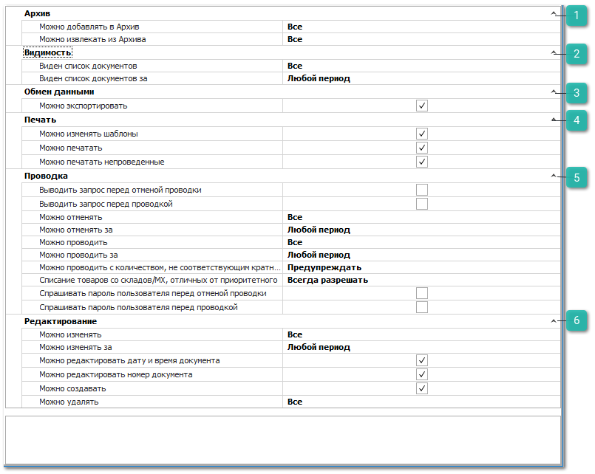 Архив
1
Можно добавлять в Архив Все
Можно извлекать из Архива Все
Видимость
2
Виден список документов Все
Виден список документов за Любой период
Обмен данными
3
Можно экспортировать
Печать
4
Можно изменять шаблоны
Можно печатать
Можно печатать непроведенные
Проводка
5
Выводить запрос перед отменой проводки
Выводить запрос перед проводкой
Можно отменять Все
Можно отменять за Любой период
Можно проводить Все
Можно проводить за Любой период
Можно проводить с количеством, не соответствующим кратн... Предупреждать
Списание товаров со складов/МХ, отличных от приоритетного Всегда разрешать
Спрашивать пароль пользователя перед отменой проводки
Спрашивать пароль пользователя перед проводкой
Редактирование
6
Можно изменять Все
Можно изменять за Любой период
Можно редактировать дату и время документа
Можно редактировать номер документа
Можно создавать
Можно удалять Все